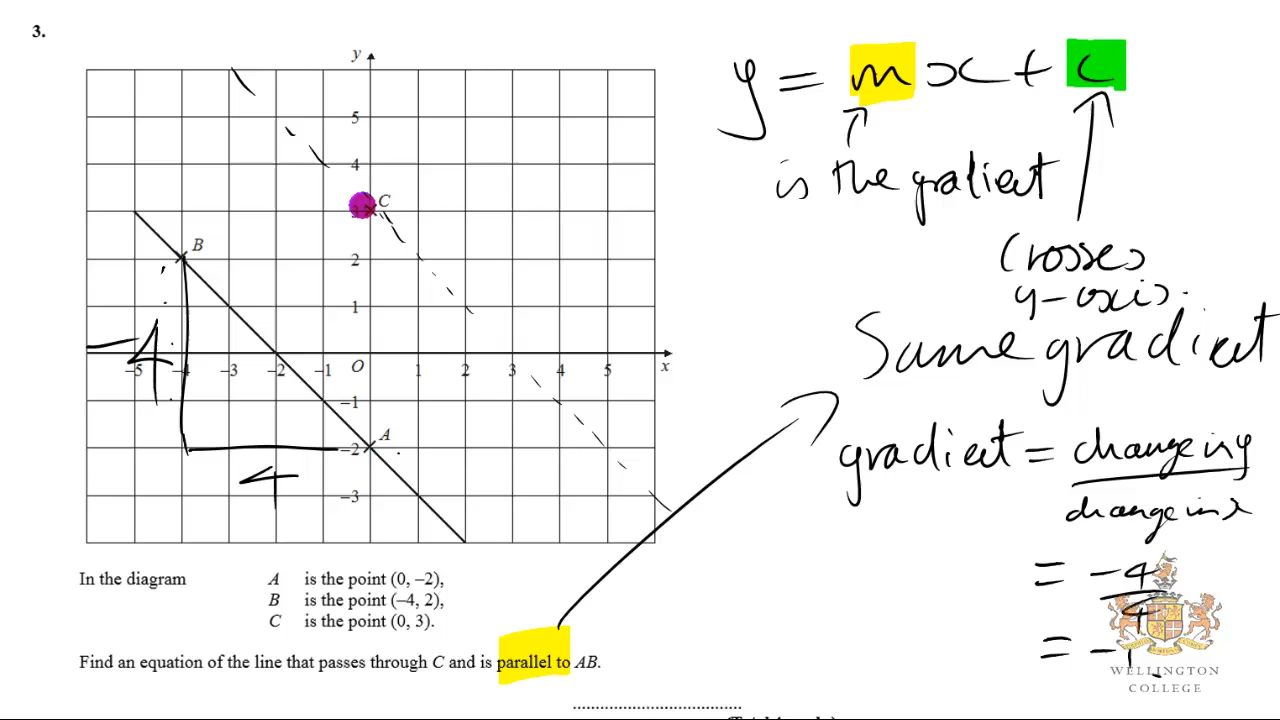 3.
y
5
4
C
3
B
2
1
-4
–5 –4 –3 –2 –1 O 1 2 3 4 5 x
–1
A
–2
4
–3
y = mx + c
is the gradient
Crosses
y-axis.
Same gradient
gradient = change in y
change in x
= -4
4
= -1
WELLINGTON
COLLEGE
In the diagram A is the point (0, –2),
B is the point (–4, 2),
C is the point (0, 3).
Find an equation of the line that passes through C and is parallel to AB.